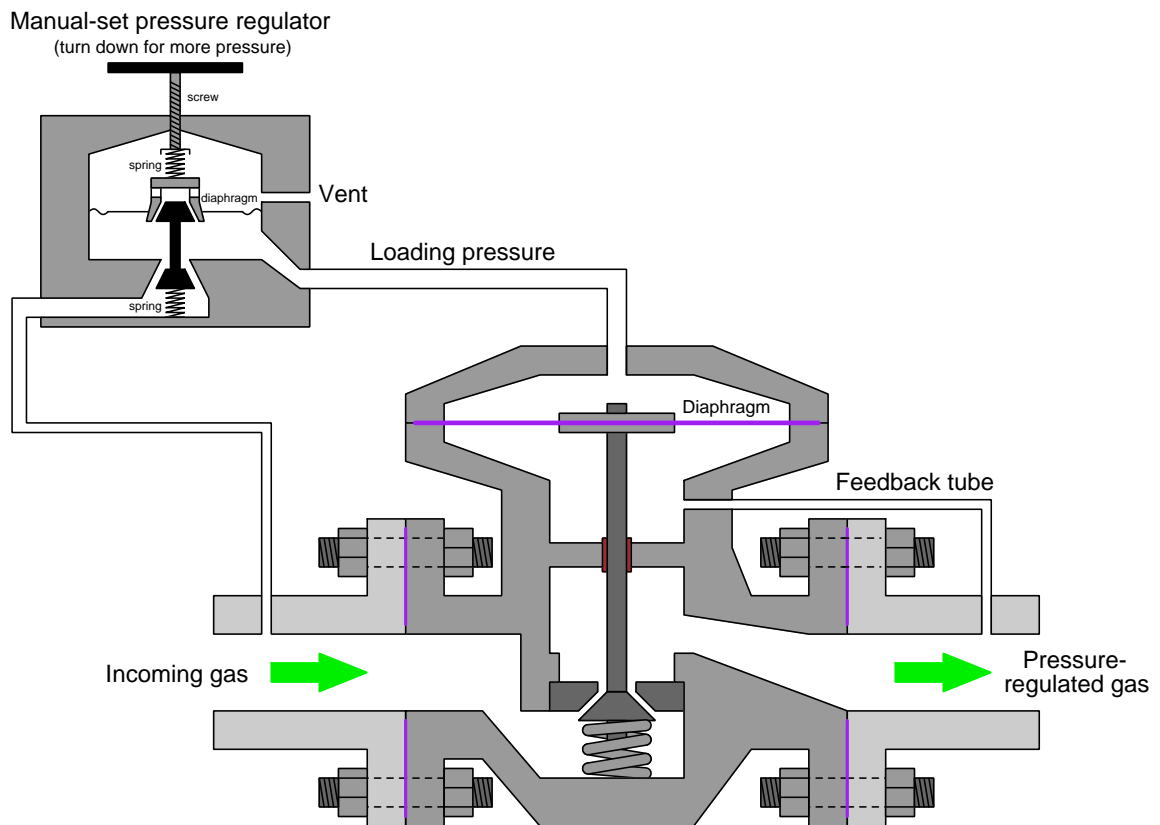 Manual-set pressure regulator
(turn down for more pressure)
screw
spring
diaphragm
Vent
Loading pressure
spring
Diaphragm
Feedback tube
Incoming gas
Pressure-
regulated gas